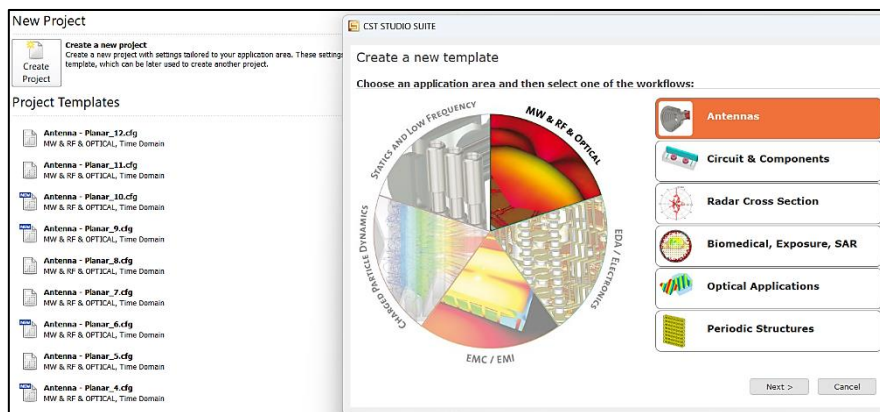 New Project
Create a new project
Create a new project with settings tailored to your application area. These setting
template, which can be later used to create another project.
Create
Project
Project Templates
Antenna - Planar_12.cfg
MW & RF & OPTICAL, Time Domain
Antenna - Planar_11.cfg
MW & RF & OPTICAL, Time Domain
NEW
Antenna - Planar_10.cfg
MW & RF & OPTICAL, Time Domain
NEW
Antenna - Planar_9.cfg
MW & RF & OPTICAL, Time Domain
Antenna - Planar_8.cfg
MW & RF & OPTICAL, Time Domain
Antenna - Planar_7.cfg
MW & RF & OPTICAL, Time Domain
NEW
Antenna - Planar_6.cfg
MW & RF & OPTICAL, Time Domain
Antenna - Planar_5.cfg
MW & RF & OPTICAL, Time Domain
NEW
Antenna - Planar_4.cfg
MW & RF & OPTICAL, Time Domain
CST STUDIO SUITE
Create a new template
Choose an application area and then select one of the workflows:
STATICS AND LOW FREQUENCY
MW & RF & OPTICAL
EDA / ELECTRONICS
EMC / EMI
CHARGED PARTICLE DYNAMICS
Antennas
Circuit & Components
Radar Cross Section
Biomedical, Exposure, SAR
Optical Applications
Periodic Structures
Next >
Cancel